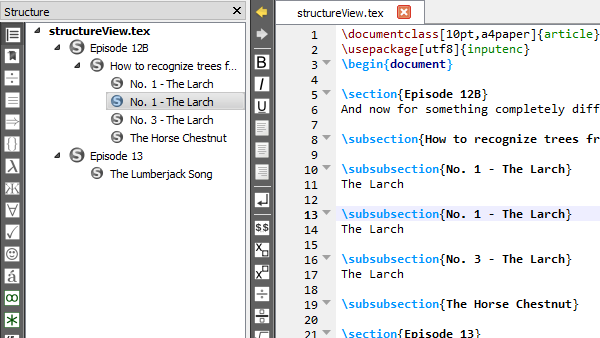 Structure
structureView.tex
Episode 12B
How to recognize trees f...
No. 1 - The Larch
No. 1 - The Larch
No. 3 - The Larch
The Horse Chestnut
Episode 13
The Lumberjack Song
B
I
U
$$
structureView.tex
1 \documentclass[10pt,a4paper]{article}
2 \usepackage[utf8]{inputenc}
3 \begin{document}
4
5 \section{Episode 12B}
6 And now for something completely diff
7
8 \subsection{How to recognize trees fr
9
10 \subsubsection{No. 1 - The Larch}
11 The Larch
12
13 \subsubsection{No. 1 - The Larch}
14 The Larch
15
16 \subsubsection{No. 3 - The Larch}
17 The Larch
18
19 \subsubsection{The Horse Chestnut}
20
21 \section{Episode 13}